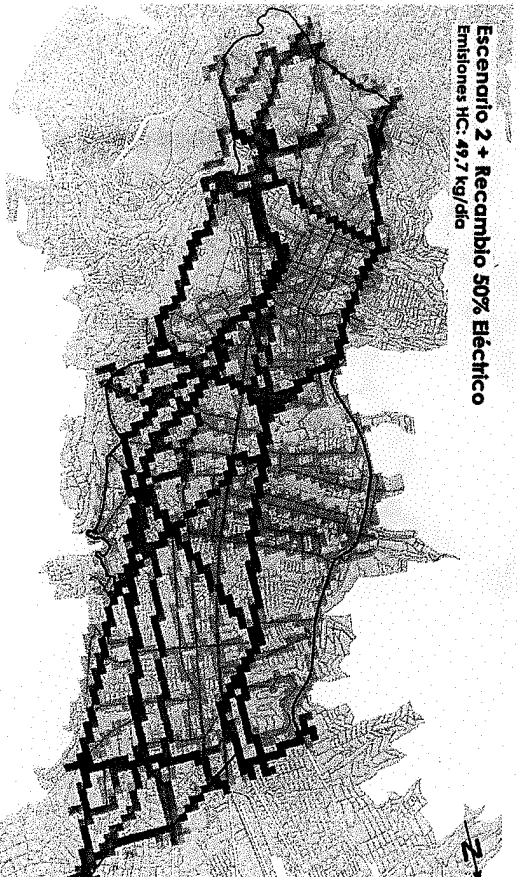 Escenario 2 + Recambio 50% Eléctrico
Emisiones HC: 49,7 kg/día
N